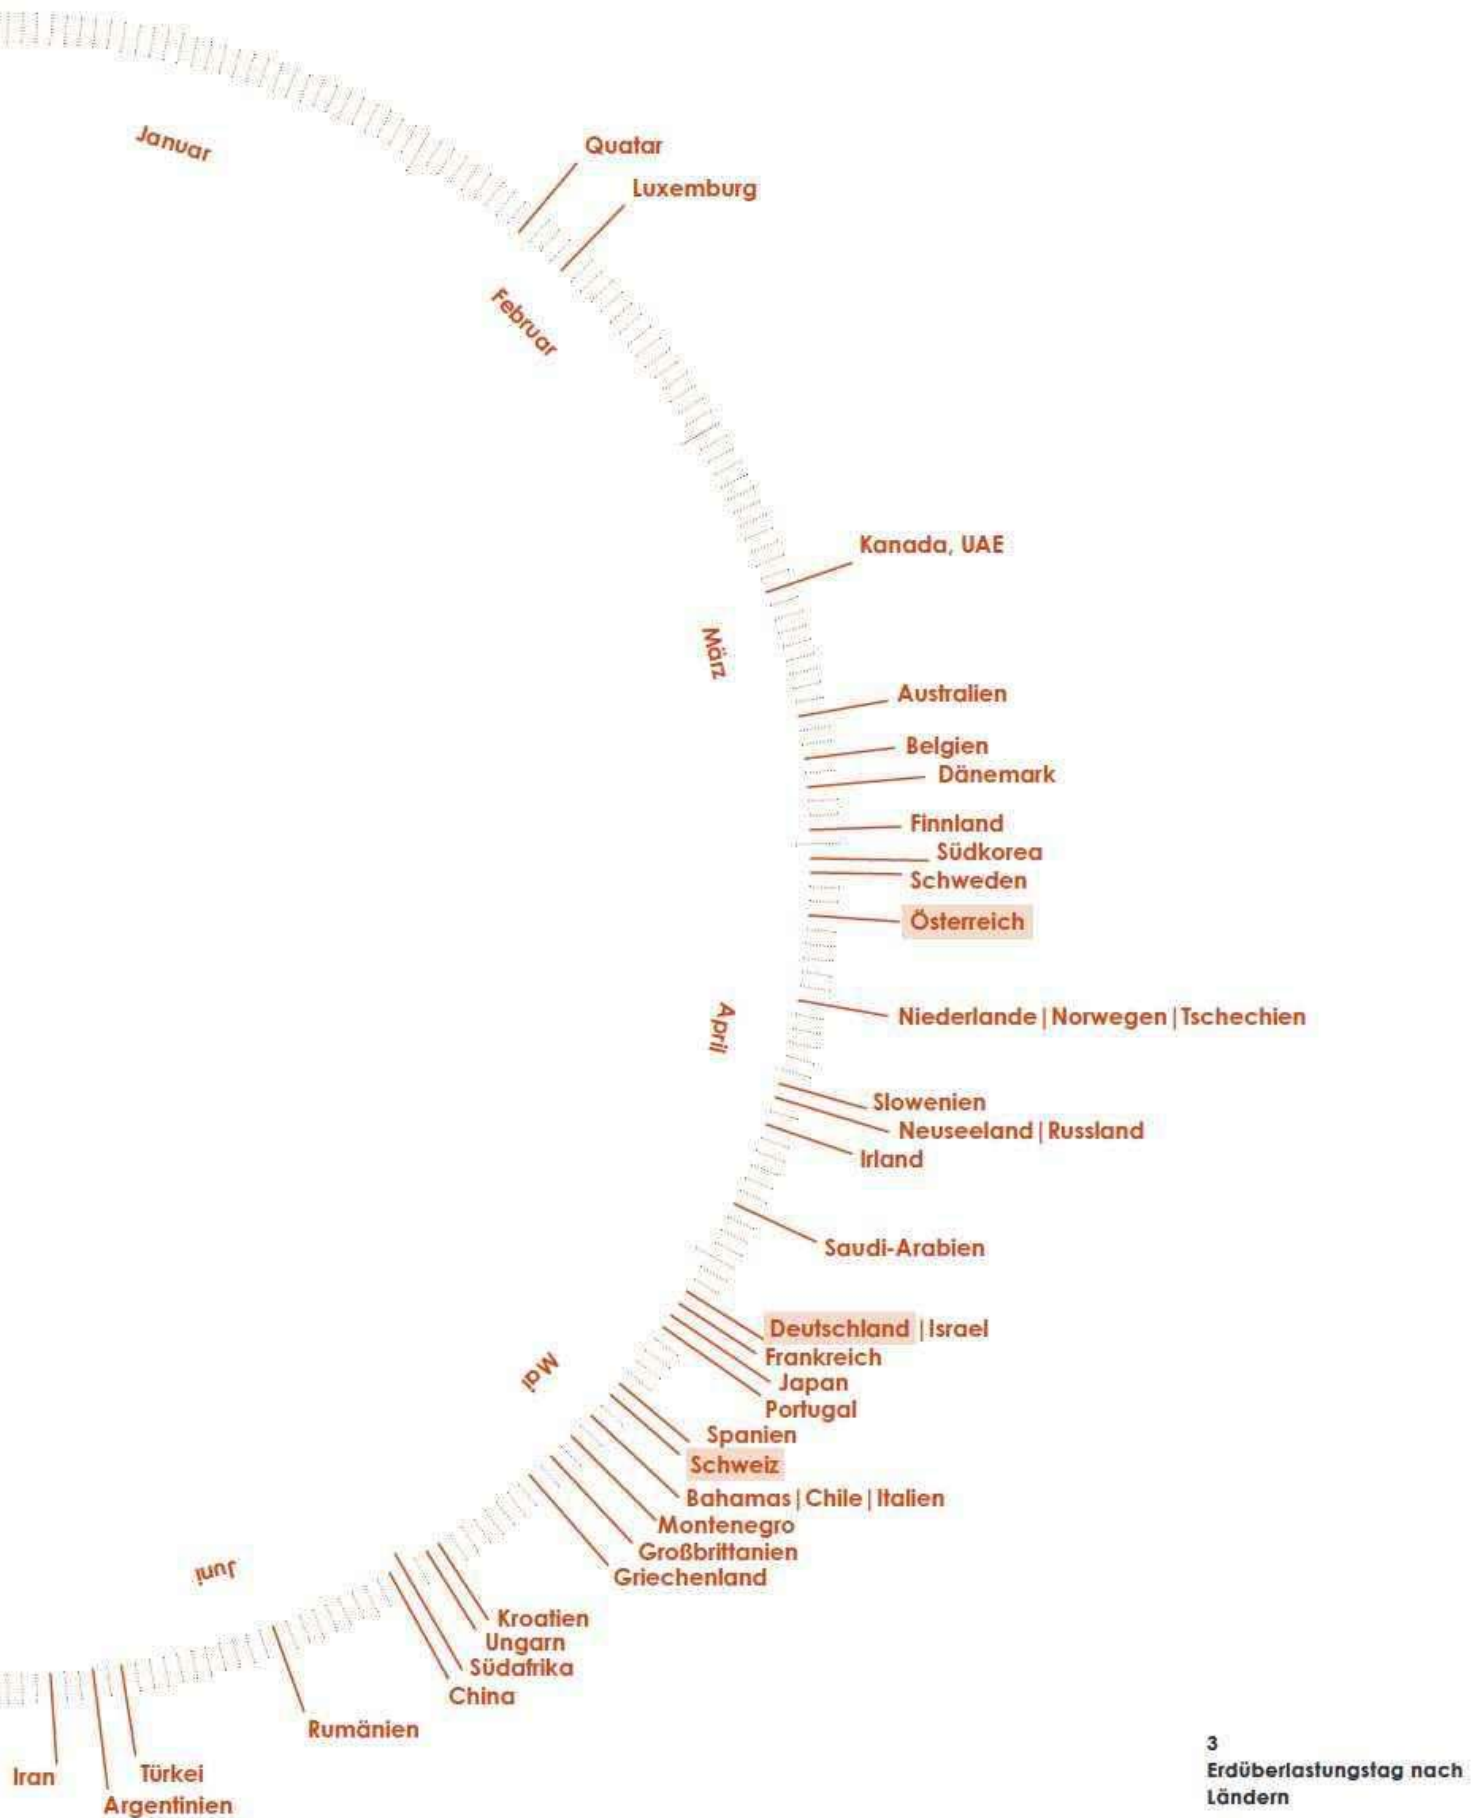 Januar
Quatar
Luxemburg
Februar
Kanada, UAE
März
Australien
Belgien
Dänemark
Finnland
Südkorea
Schweden
Österreich
Niederlande|Norwegen|Tschechien
April
Slowenien
Neuseeland|Russland
Irland
Saudi-Arabien
Deutschland |Israel
Frankreich
Japan
Portugal
Mai
Spanien
Schweiz
Bahamas|Chile|Italien
Montenegro
Großbrittanien
Griechenland
Juni
Kroatien
Ungarn
Südafrika
China
Rumänien
Türkei
Argentinien
Iran
3
Erdüberlastungstag nach
Ländern